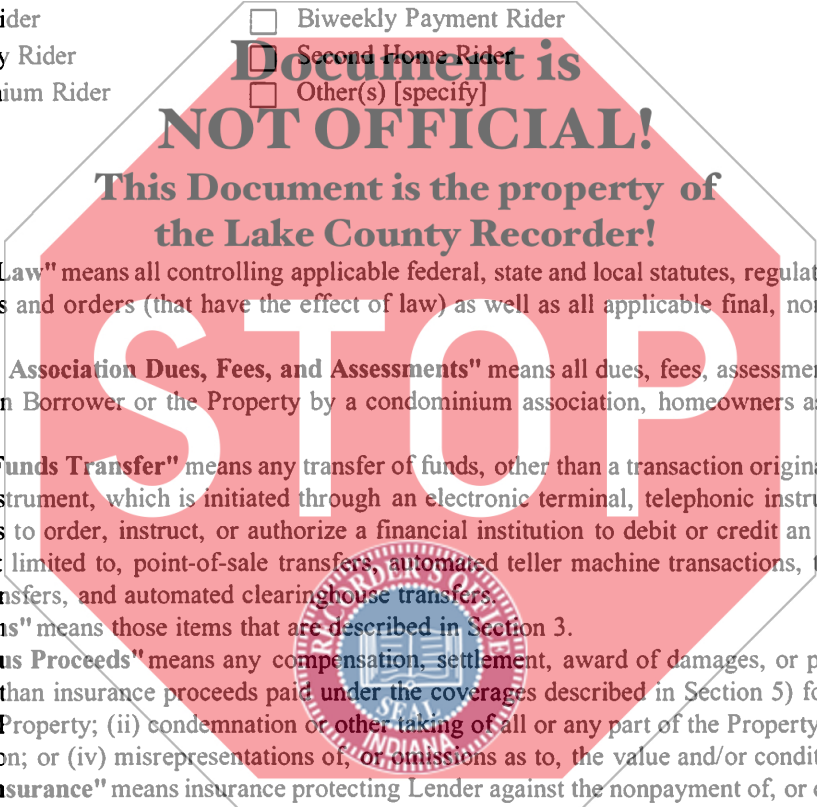 ider ☐ Biweekly Payment Rider
y Rider ☐ Second Home Rider
ium Rider ☐ Other(s) [specify]
Document is
NOT OFFICIAL!
This Document is the property of
the Lake County Recorder!
Law" means all controlling applicable federal, state and local statutes, regulat
s and orders (that have the effect of law) as well as all applicable final, no
STOP
Association Dues, Fees, and Assessments" means all dues, fees, assessmen
n Borrower or the Property by a condominium association, homeowners as
Funds Transfer" means any transfer of funds, other than a transaction origina
strument, which is initiated through an electronic terminal, telephonic instru
s to order, instruct, or authorize a financial institution to debit or credit an
t limited to, point-of-sale transfers, automated teller machine transactions, t
nsfers, and automated clearinghouse transfers.
ns" means those items that are described in Section 3.
us Proceeds" means any compensation, settlement, award of damages, or p
than insurance proceeds paid under the coverages described in Section 5) fo
Property; (ii) condemnation or other taking of all or any part of the Property
on; or (iv) misrepresentations of, or omissions as to, the value and/or condit
nsurance" means insurance protecting Lender against the nonpayment of, or
RECORDER'S OFFICE
SEAL
INDIANA